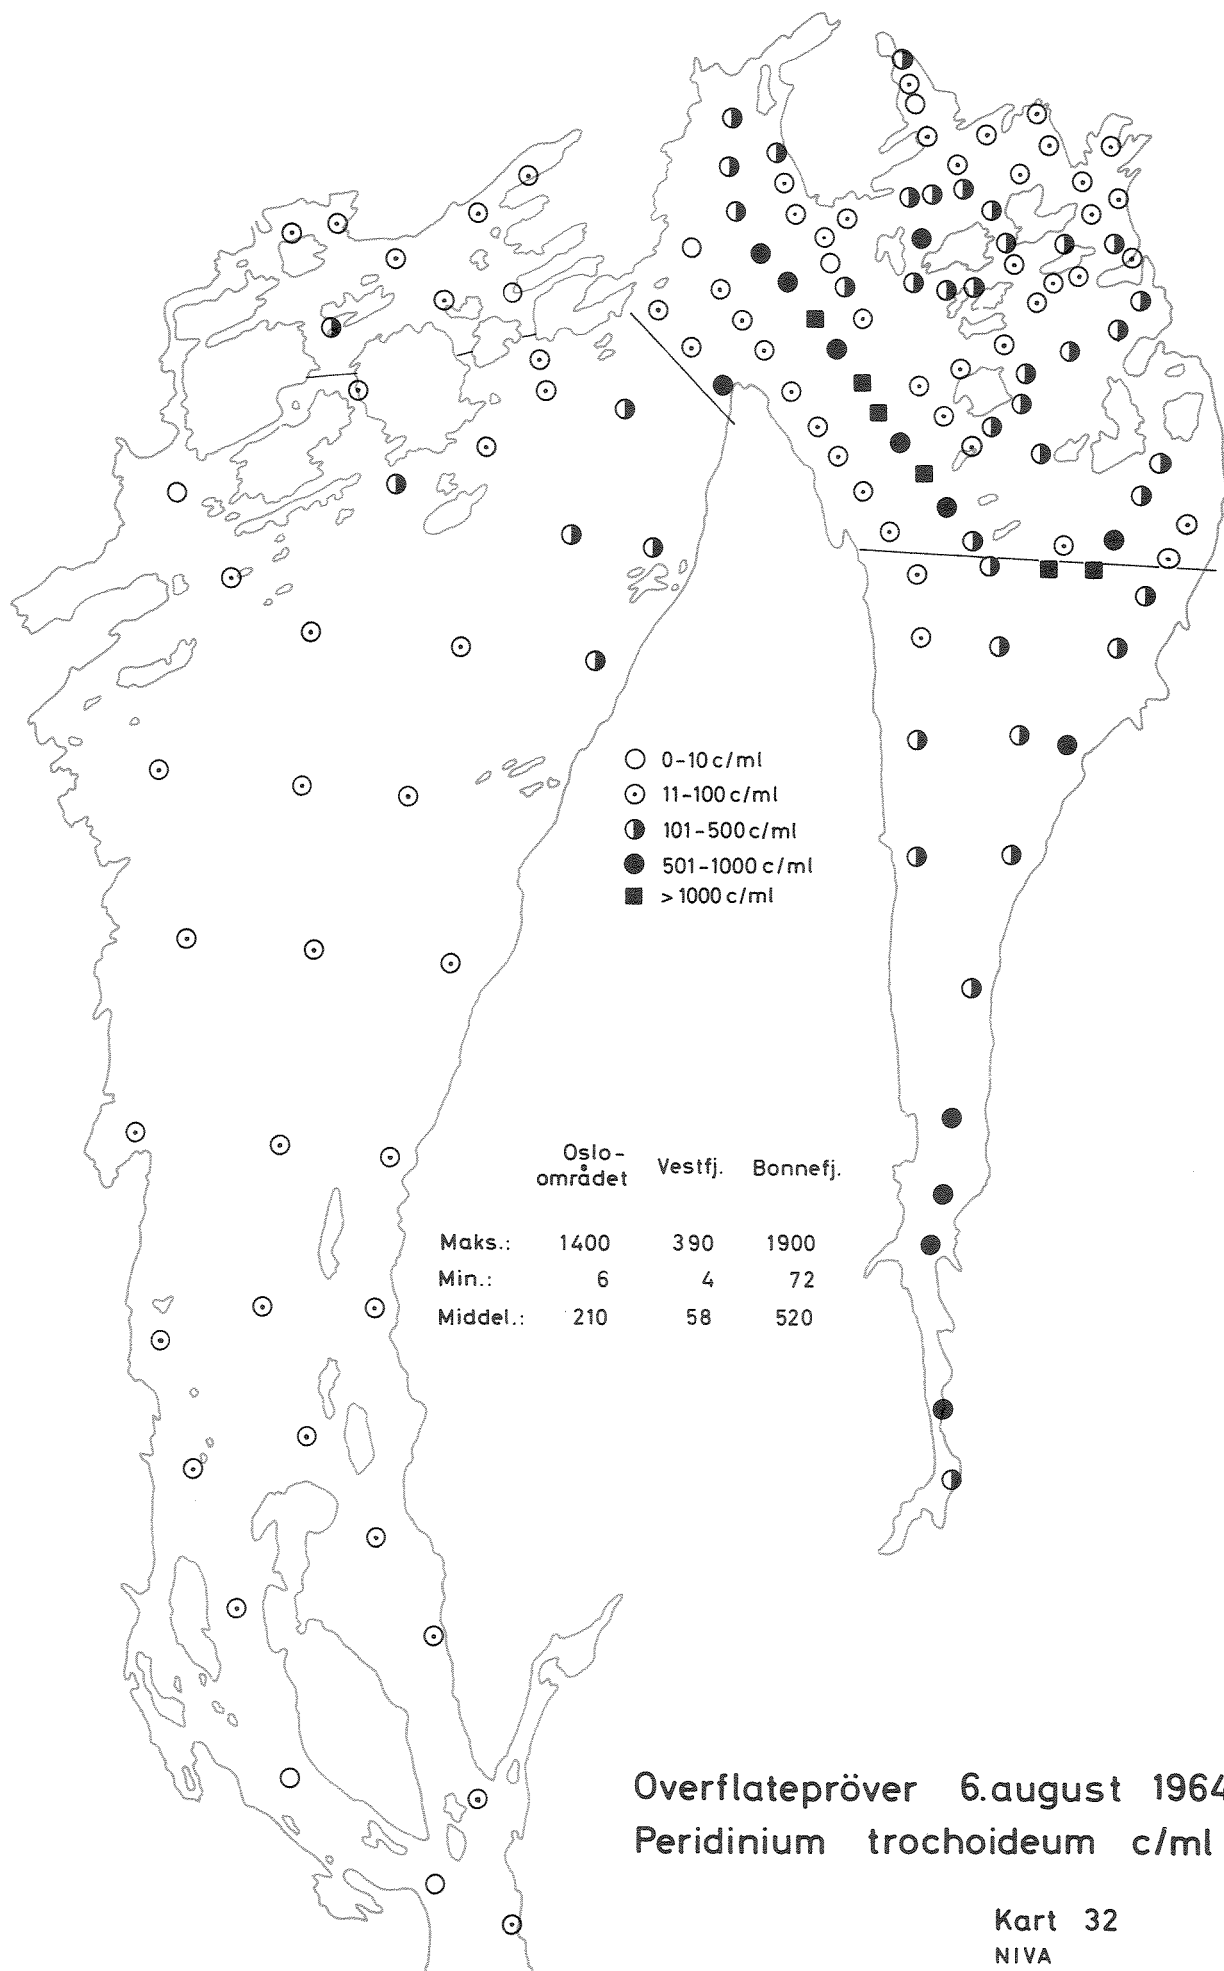 0-10 c/ml
11-100 c/ml
101-500 c/ml
501-1000 c/ml
> 1000 c/ml
Oslo-området Vestfj. Bonnefj.
Maks.: 1400 390 1900
Min.: 6 4 72
Middel.: 210 58 520
Overflatepröver 6. august 1964
Peridinium trochoideum c/ml
Kart 32
NIVA